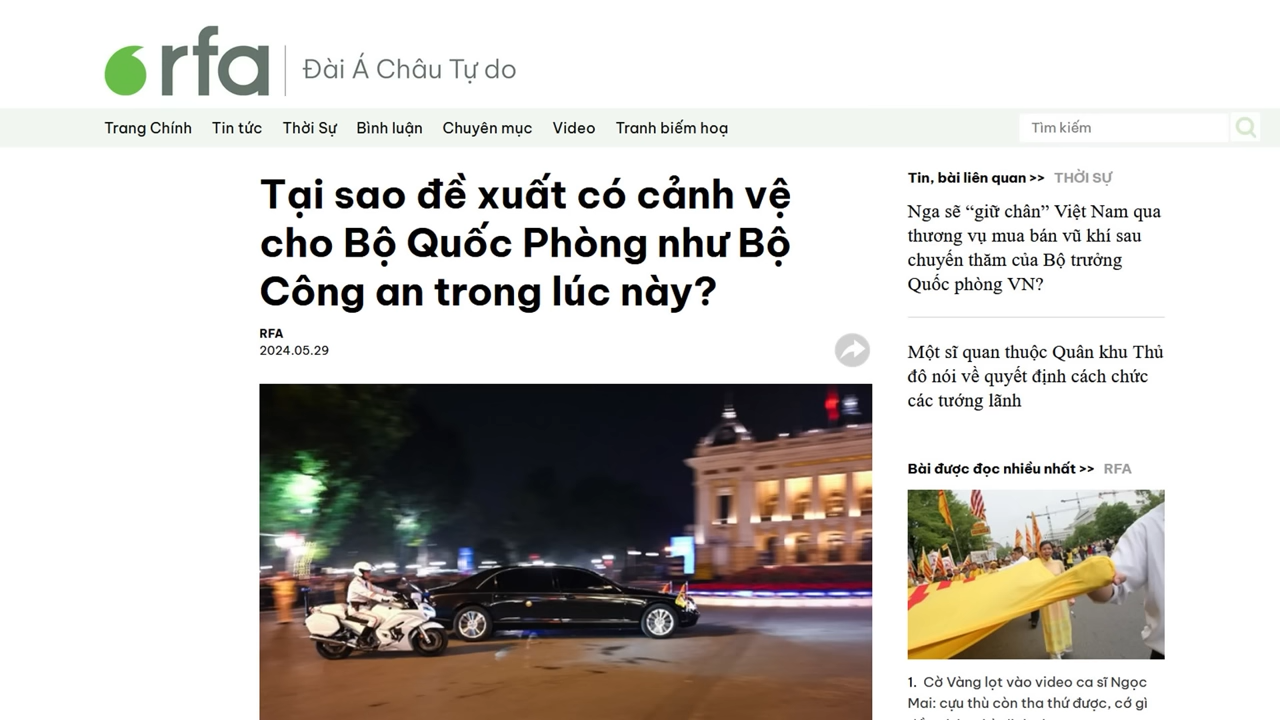 rfa
Đài Á Châu Tự do
Trang Chính
Tin tức
Thời Sự
Bình luận
Chuyên mục
Video
Tranh biếm hoạ
Tìm kiếm
Tại sao đề xuất có cảnh vệ
cho Bộ Quốc Phòng như Bộ
Công an trong lúc này?
RFA
2024.05.29
Tin, bài liên quan >> THỜI SỰ
Nga sẽ “giữ chân” Việt Nam qua
thương vụ mua bán vũ khí sau
chuyến thăm của Bộ trưởng
Quốc phòng VN?
Một sĩ quan thuộc Quân khu Thủ
đô nói về quyết định cách chức
các tướng lãnh
Bài được đọc nhiều nhất >> RFA
1. Cờ Vàng lọt vào video ca sĩ Ngọc
Mai: cựu thù còn tha thứ được, cớ gì